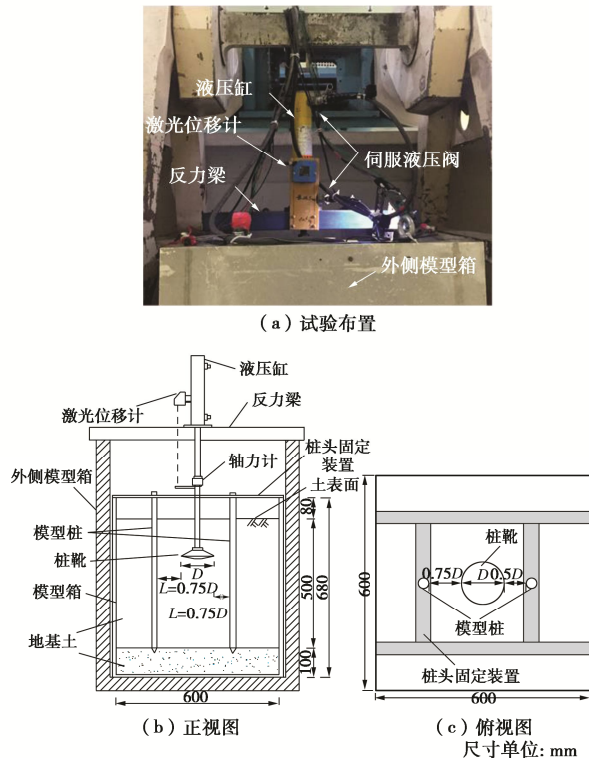 液压缸
激光位移计
伺服液压阀
反力梁
外侧模型箱
(a)试验布置
液压缸
激光位移计
反力梁
轴力计
桩头固定
装置
外侧模型箱
土表面
80
模型桩
桩靴
D
L=0.75D
L=0.75D
模型箱
500
680
地基土
100
600
(b)正视图
桩靴
0.75D
D
0.5D
600
模型桩
桩头固定装置
600
(c)俯视图
尺寸单位: mm